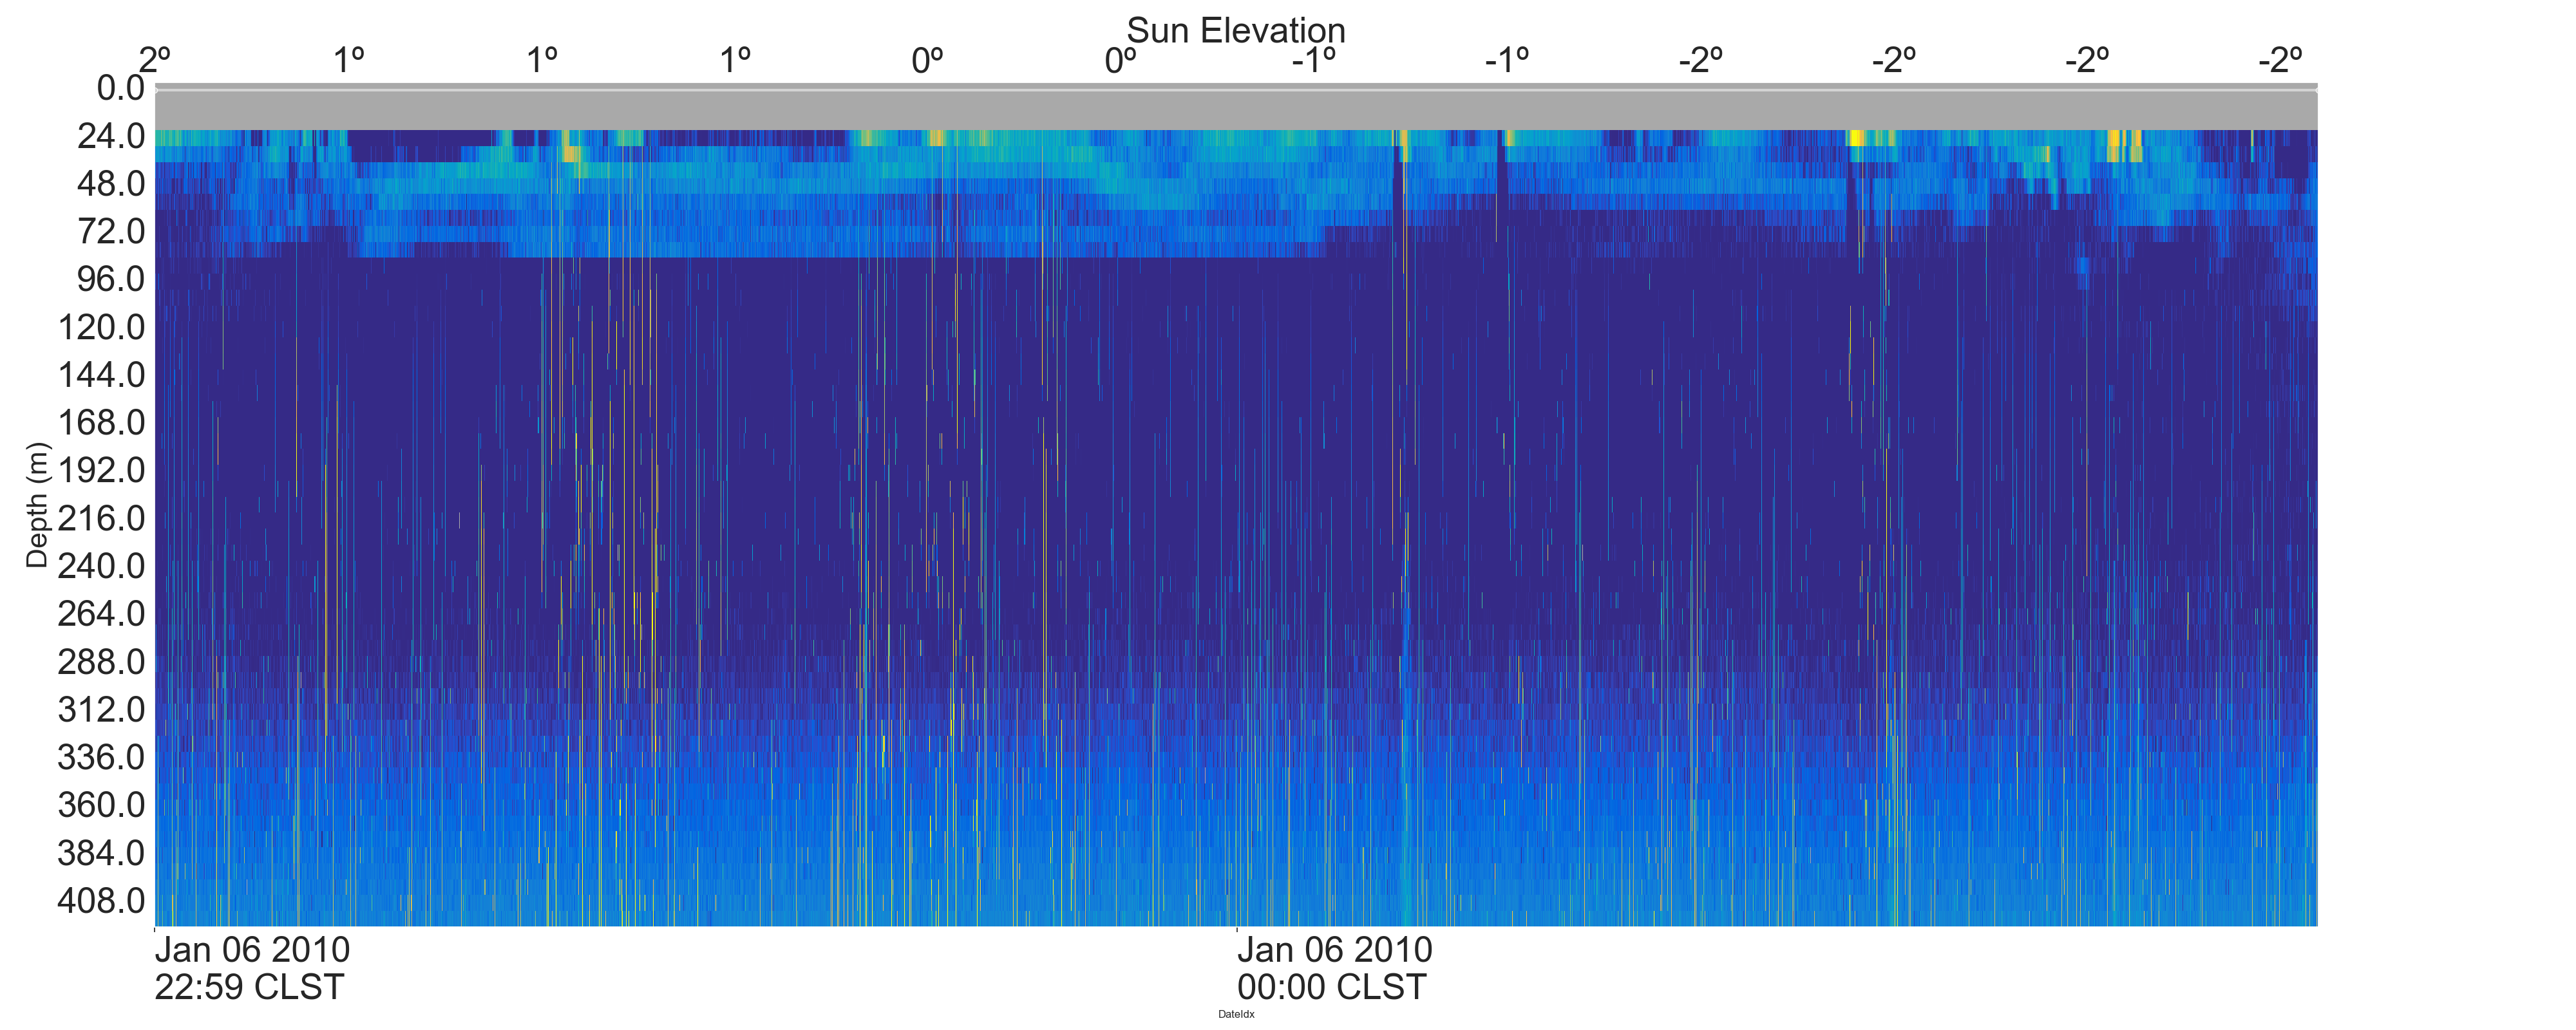 Sun Elevation
2º 1º 1º 1º 0º 0º -1º -1º -2º -2º -2º -2º
0.0
24.0
48.0
72.0
96.0
120.0
144.0
168.0
192.0
216.0
240.0
264.0
288.0
312.0
336.0
360.0
384.0
408.0
Depth (m)
Jan 06 2010
22:59 CLST
Jan 06 2010
00:00 CLST
DateIdx